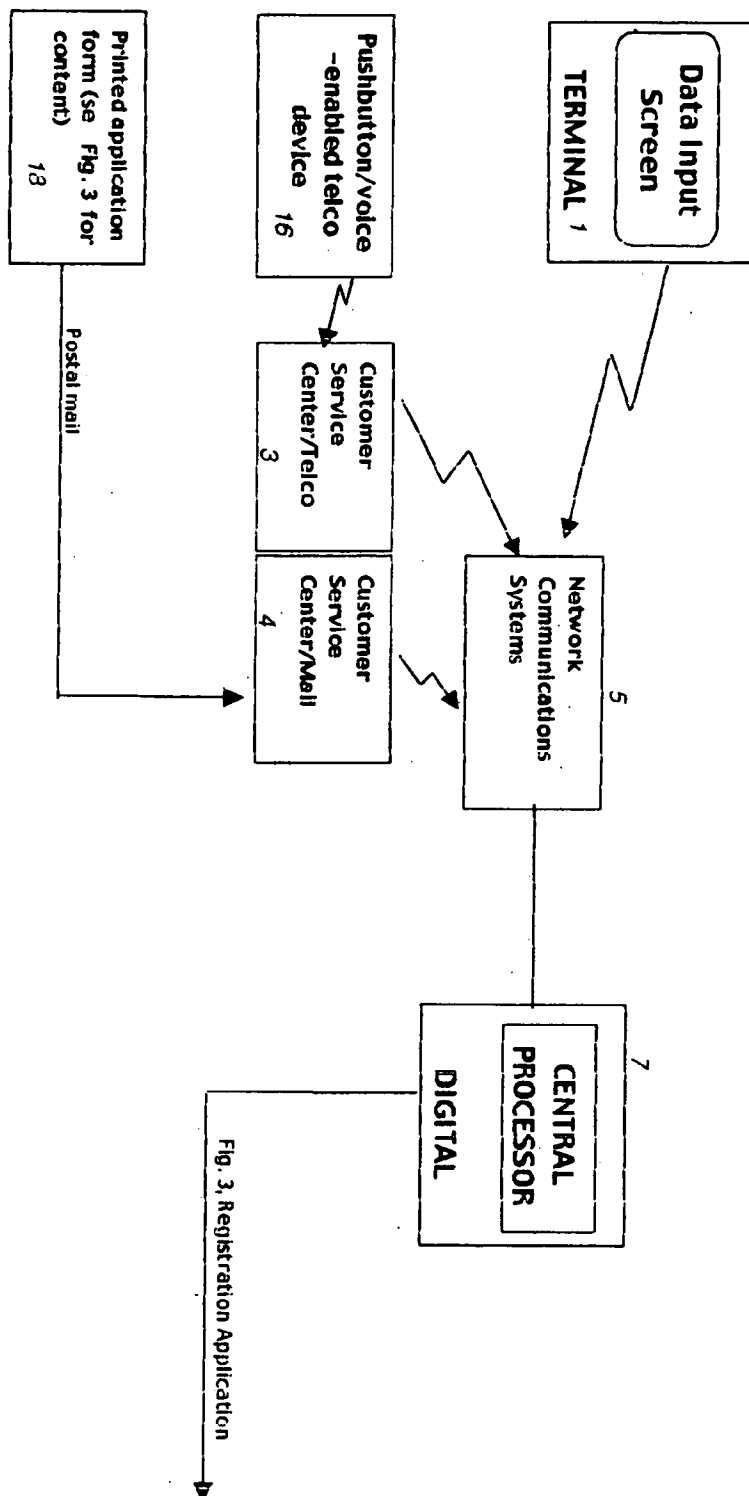 Data Input
Screen
TERMINAL 1
Pushbutton/voice
-enabled telco
device
16
Printed application
form (se Fig. 3 for
content)
18
Postal mail
Customer
Service
Center/Telco
3
Customer
Service
Center/Mail
4
Network
Communications
Systems
5
CENTRAL
PROCESSOR
DIGITAL
7
Fig. 3, Registration Application